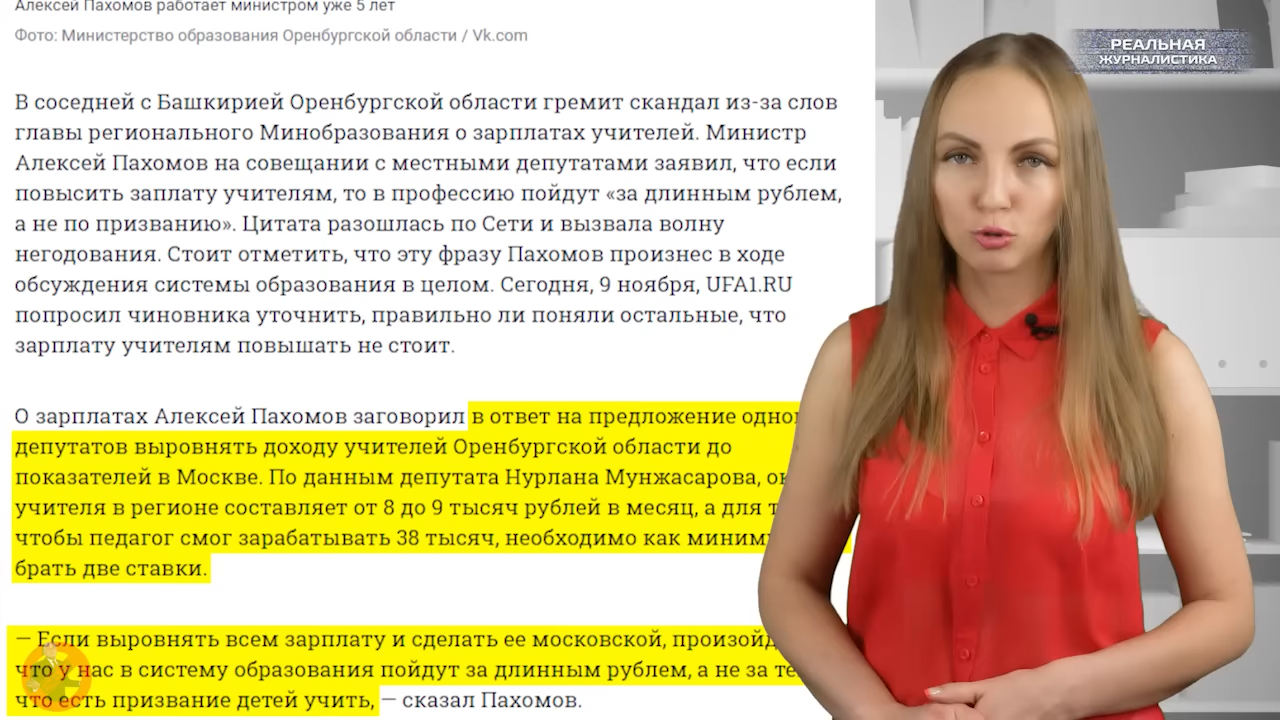 Алексей Пахомов работает министром уже 5 лет
Фото: Министерство образования Оренбургской области / Vk.com
РЕАЛЬНАЯ
ЖУРНАЛИСТИКА
В соседней с Башкирией Оренбургской области гремит скандал из-за слов
главы регионального Минобразования о зарплатах учителей. Министр
Алексей Пахомов на совещании с местными депутатами заявил, что если
повысить заплату учителям, то в профессию пойдут «за длинным рублем,
а не по призванию». Цитата разошлась по Сети и вызвала волну
негодования. Стоит отметить, что эту фразу Пахомов произнес в ходе
обсуждения системы образования в целом. Сегодня, 9 ноября, UFA1.RU
попросил чиновника уточнить, правильно ли поняли остальные, что
зарплату учителям повышать не стоит.
О зарплатах Алексей Пахомов заговорил в ответ на предложение
депутатов выровнять доходу учителей Оренбургской области до
показателей в Москве. По данным депутата Нурлана Мунжасарова,
учителя в регионе составляет от 8 до 9 тысяч рублей в месяц, а для
чтобы педагог смог зарабатывать 38 тысяч, необходимо как
брать две ставки.
— Если выровнять всем зарплату и сделать ее московской,
что у нас в систему образования пойдут за длинным рублем, а не за
что есть призвание детей учить, — сказал Пахомов.